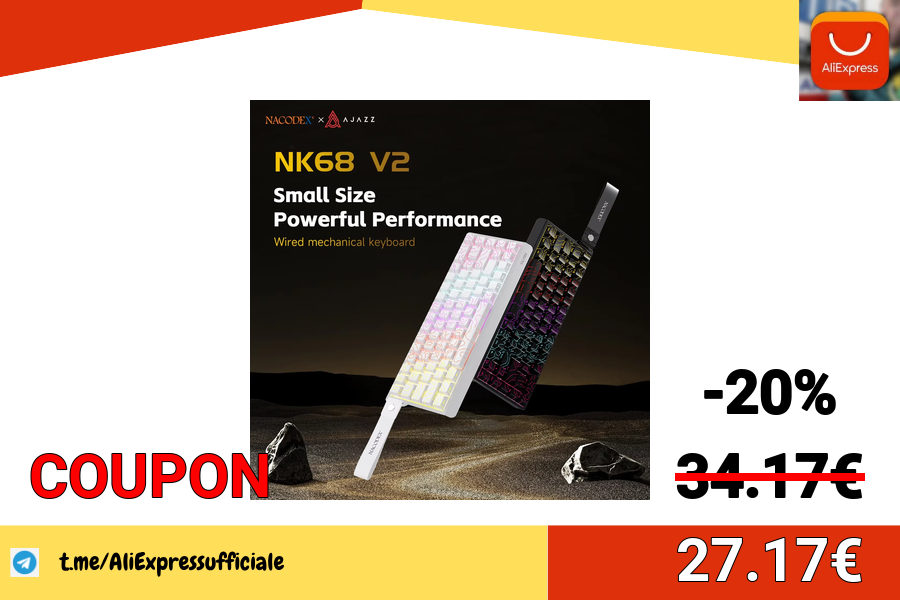 AliExpress
NACODEX × AJAZZ
NK68 V2
Small Size
Powerful Performance
Wired mechanical keyboard
-20%
COUPON
34.17€
t.me/AliExpressufficiale
27.17€